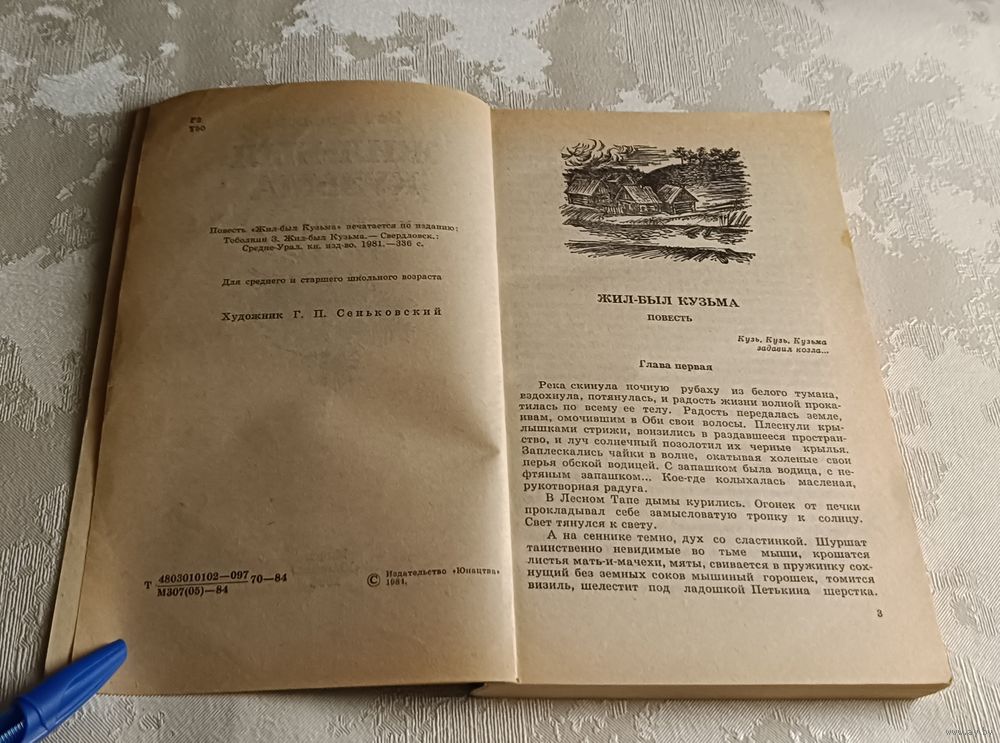 Р2
Т50
Повесть «Жил-был Кузьма» печатается по изданию:
Тоболкин З. Жил-был Кузьма.— Свердловск.:
Средне-Урал. кн. изд-во. 1981.—336 с.
Для среднего и старшего школьного возраста
Художник Г. П. Сеньковский
Т 4803010102—097 70—84
М307(05)—84
© Издательство «Юнацтва»
1984.
ЖИЛ-БЫЛ КУЗЬМА
ПОВЕСТЬ
Кузь, Кузь, Кузьма
задавил козла...
Глава первая
Река скинула ночную рубаху из белого тумана,
вздохнула, потянулась, и радость жизни волной прока-
тилась по всему ее телу. Радость передалась земле,
ивам, омочившим в Оби свои волосы. Плеснули кры-
лышками стрижи, вонзились в раздавшееся простран-
ство, и луч солнечный позолотил их черные крылья.
Заплескались чайки в волне, окатывая холеные свои
перья обской водицей. С запашком была водица, с не-
фтяным запашком... Кое-где колыхалась масленая,
рукотворная радуга.
В Лесном Тапе дымы курились. Огонек от печки
прокладывал себе замысловатую тропку к солнцу.
Свет тянулся к свету.
А на сеннике темно, дух со сластинкой. Шуршат
таинственно невидимые во тьме мыши, крошатся
листья мать-и-мачехи, мяты, свивается в пружинку сох-
нущий без земных соков мышиный горошек, томится
визиль, шелестит под ладошкой Петькина шерстка.
3